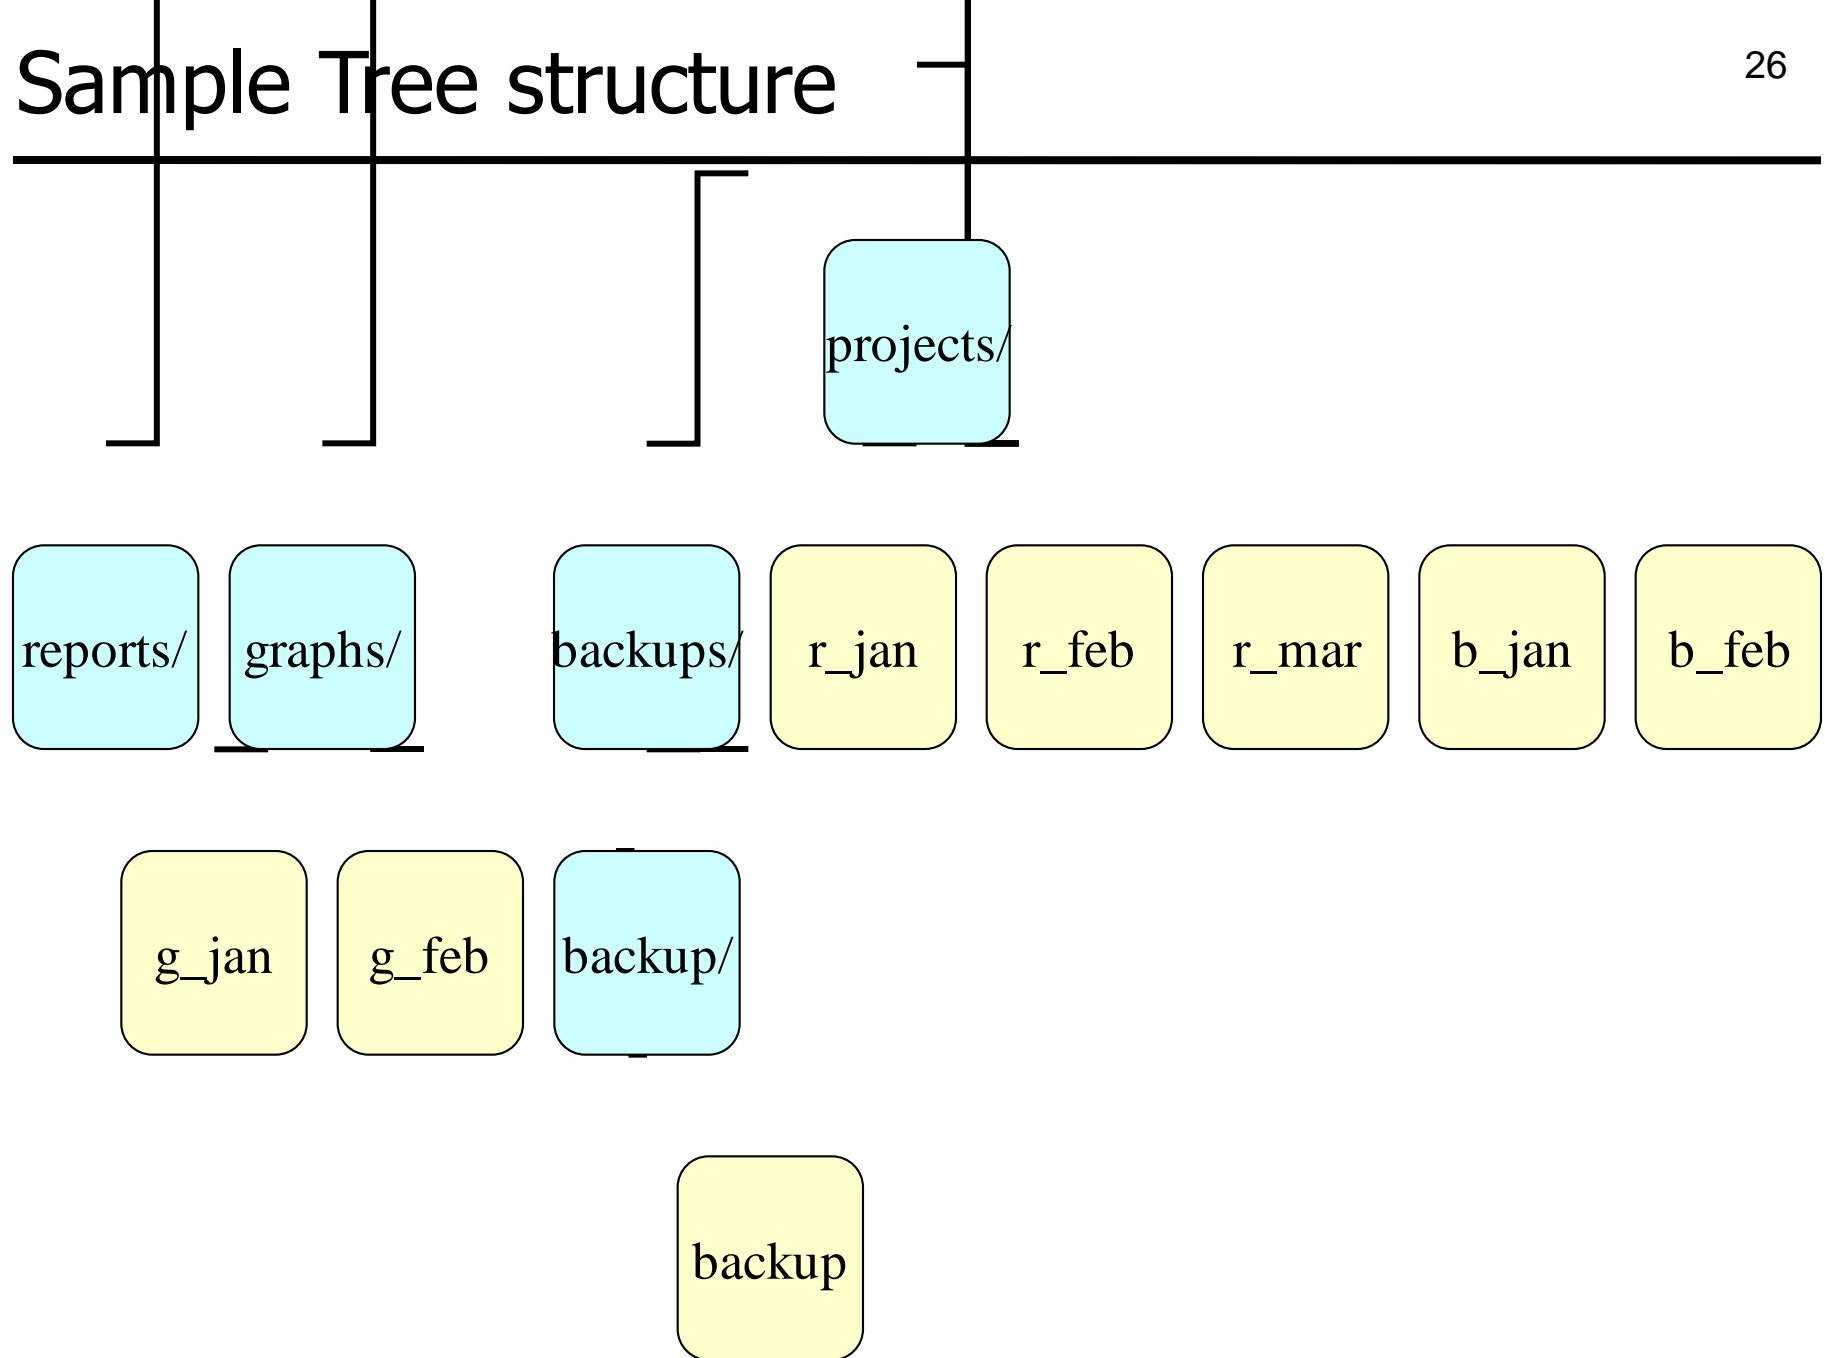 Sample Tree structure
26
projects/
reports/
graphs/
backups/
r_jan
r_feb
r_mar
b_jan
b_feb
g_jan
g_feb
backup/
backup